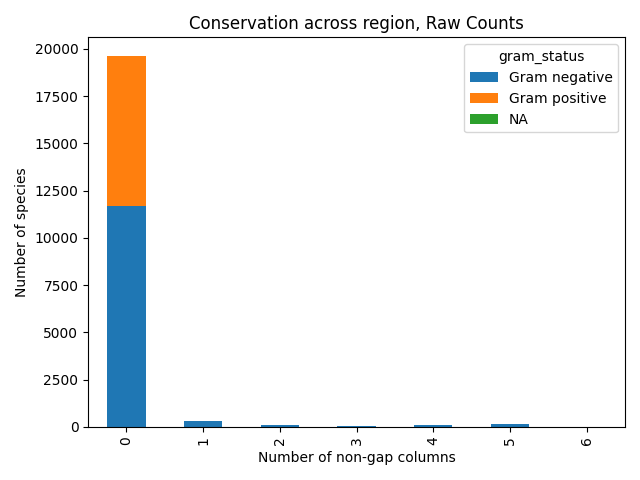 Conservation across region, Raw Counts
gram_status
Gram negative
Gram positive
NA
20000
17500
15000
12500
10000
7500
5000
2500
0
Number of species
0 1 2 3 4 5 6
Number of non-gap columns